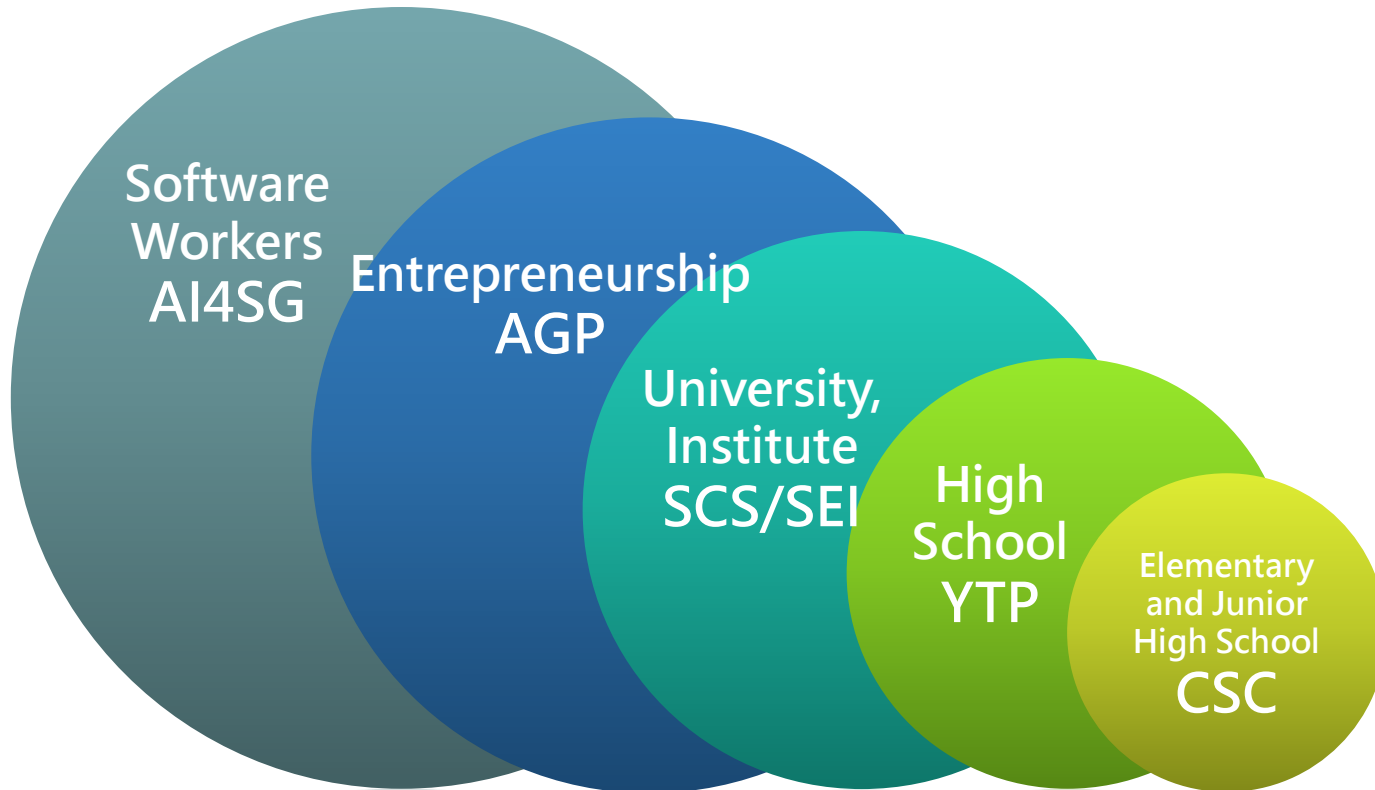 Software
Workers
AI4SG
Entrepreneurship
AGP
University,
Institute
SCS/SEI
High
School
YTP
Elementary
and Junior
High School
CSC